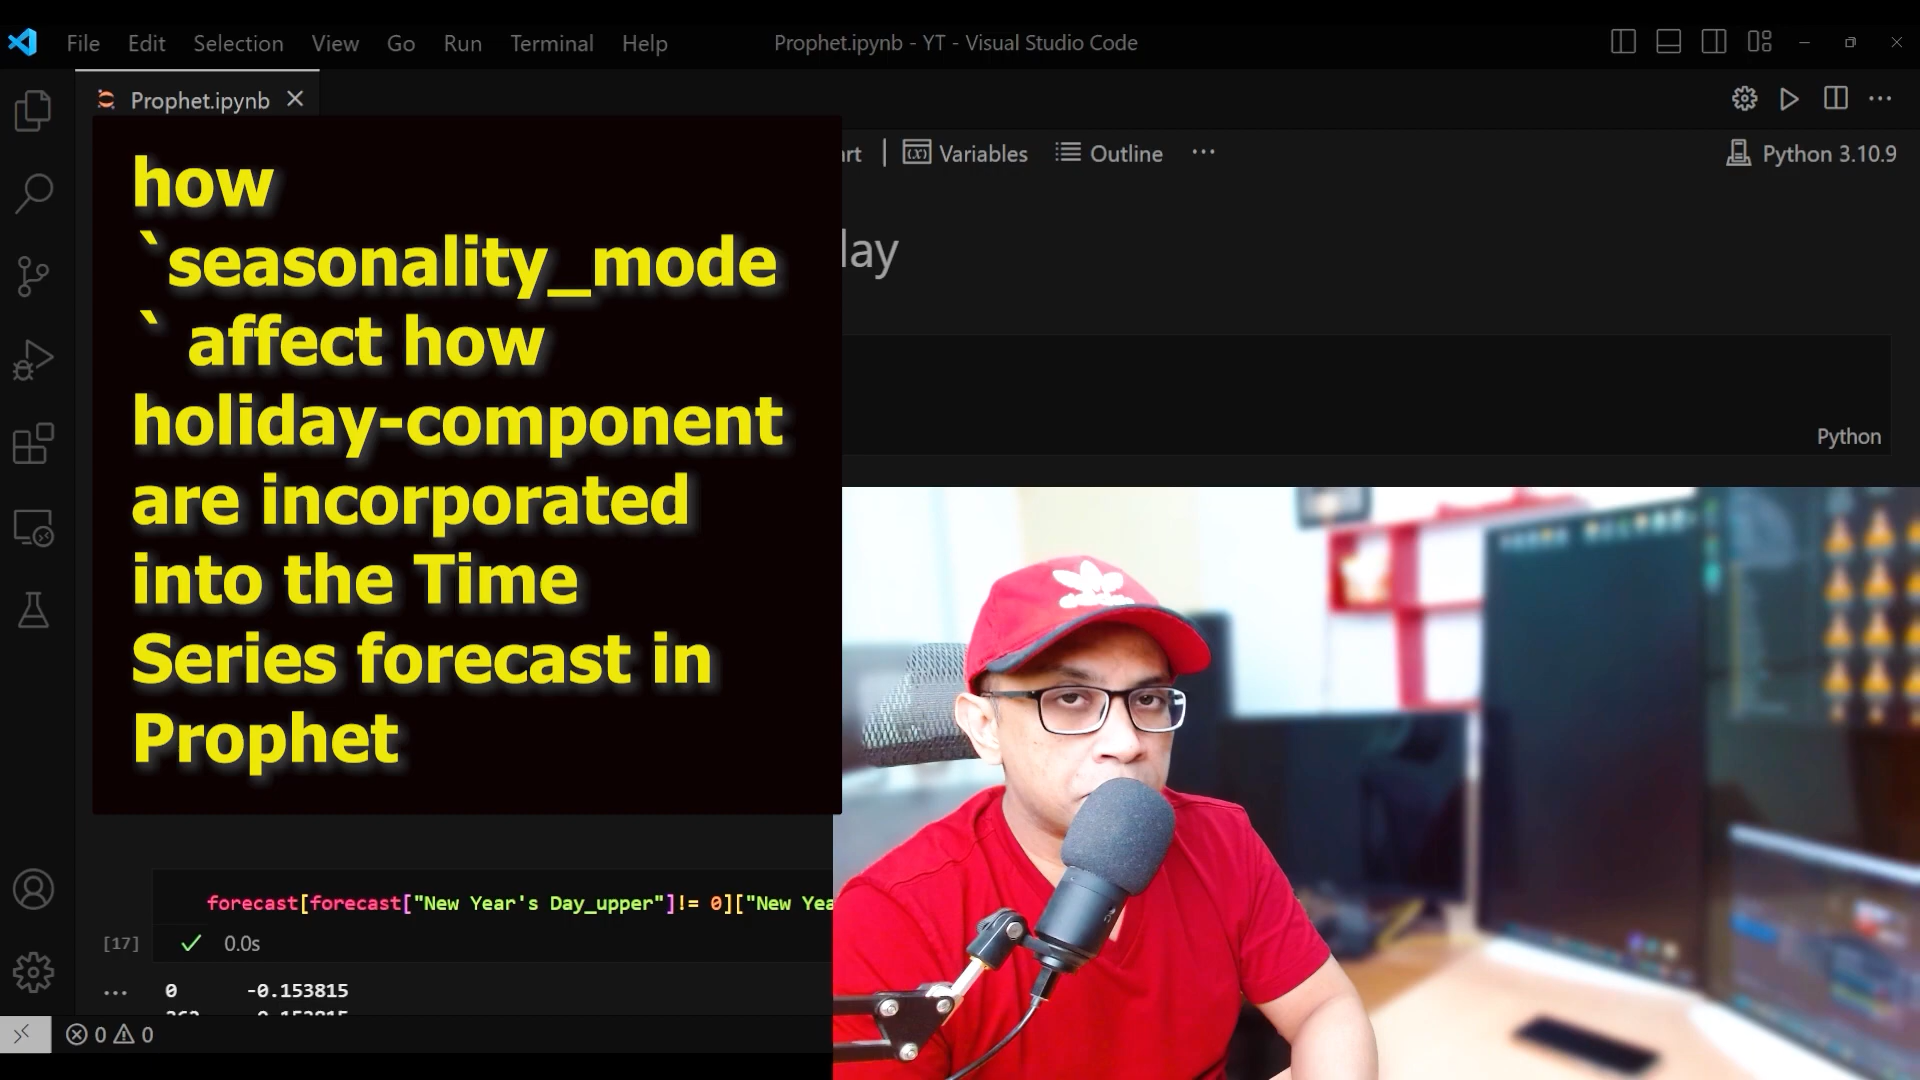 File Edit Selection View Go Run Terminal Help Prophet.ipynb - YT - Visual Studio Code
Prophet.ipynb
Variables Outline ... Python 3.10.9
how
`seasonality_mode
` affect how
holiday-component
are incorporated
into the Time
Series forecast in
Prophet
lay
Python
forecast[forecast["New Year's Day_upper"]!= 0]["New Yea
[17] 0.0s
... 0 -0.153815
0 0